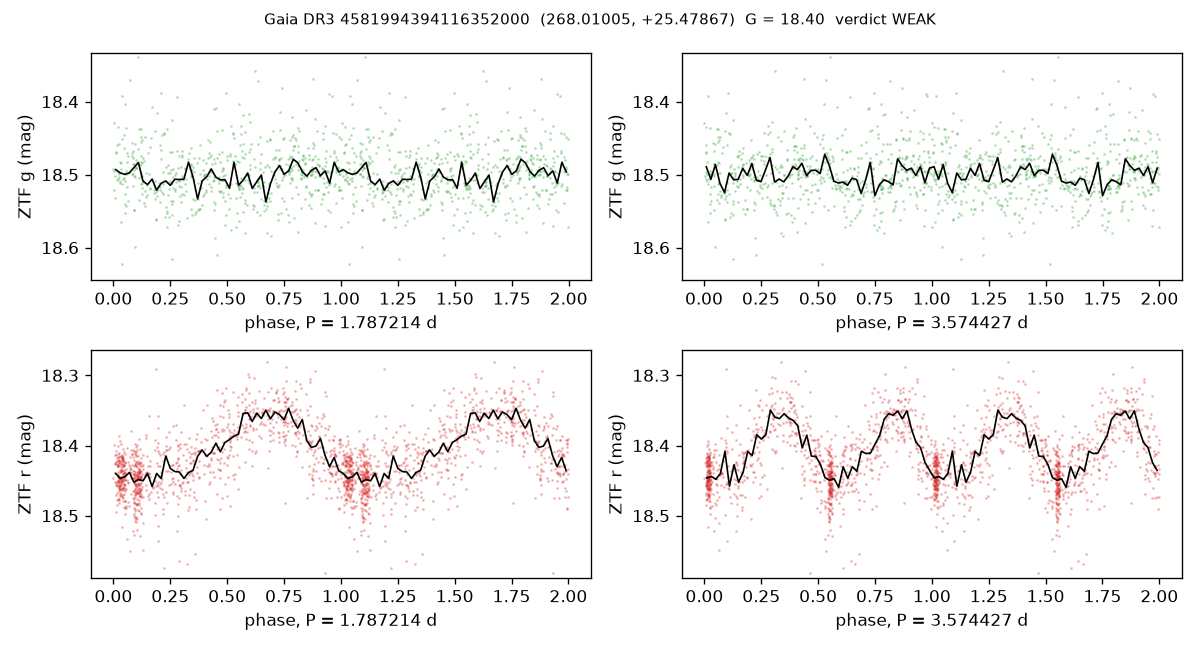 Gaia DR3 4581994394116352000 (268.01005, +25.47867) G = 18.40 verdict WEAK
ZTF g (mag)
18.4
18.5
18.6
0.00 0.25 0.50 0.75 1.00 1.25 1.50 1.75 2.00
phase, P = 1.787214 d
ZTF g (mag)
18.4
18.5
18.6
0.00 0.25 0.50 0.75 1.00 1.25 1.50 1.75 2.00
phase, P = 3.574427 d
ZTF r (mag)
18.3
18.4
18.5
0.00 0.25 0.50 0.75 1.00 1.25 1.50 1.75 2.00
phase, P = 1.787214 d
ZTF r (mag)
18.3
18.4
18.5
0.00 0.25 0.50 0.75 1.00 1.25 1.50 1.75 2.00
phase, P = 3.574427 d